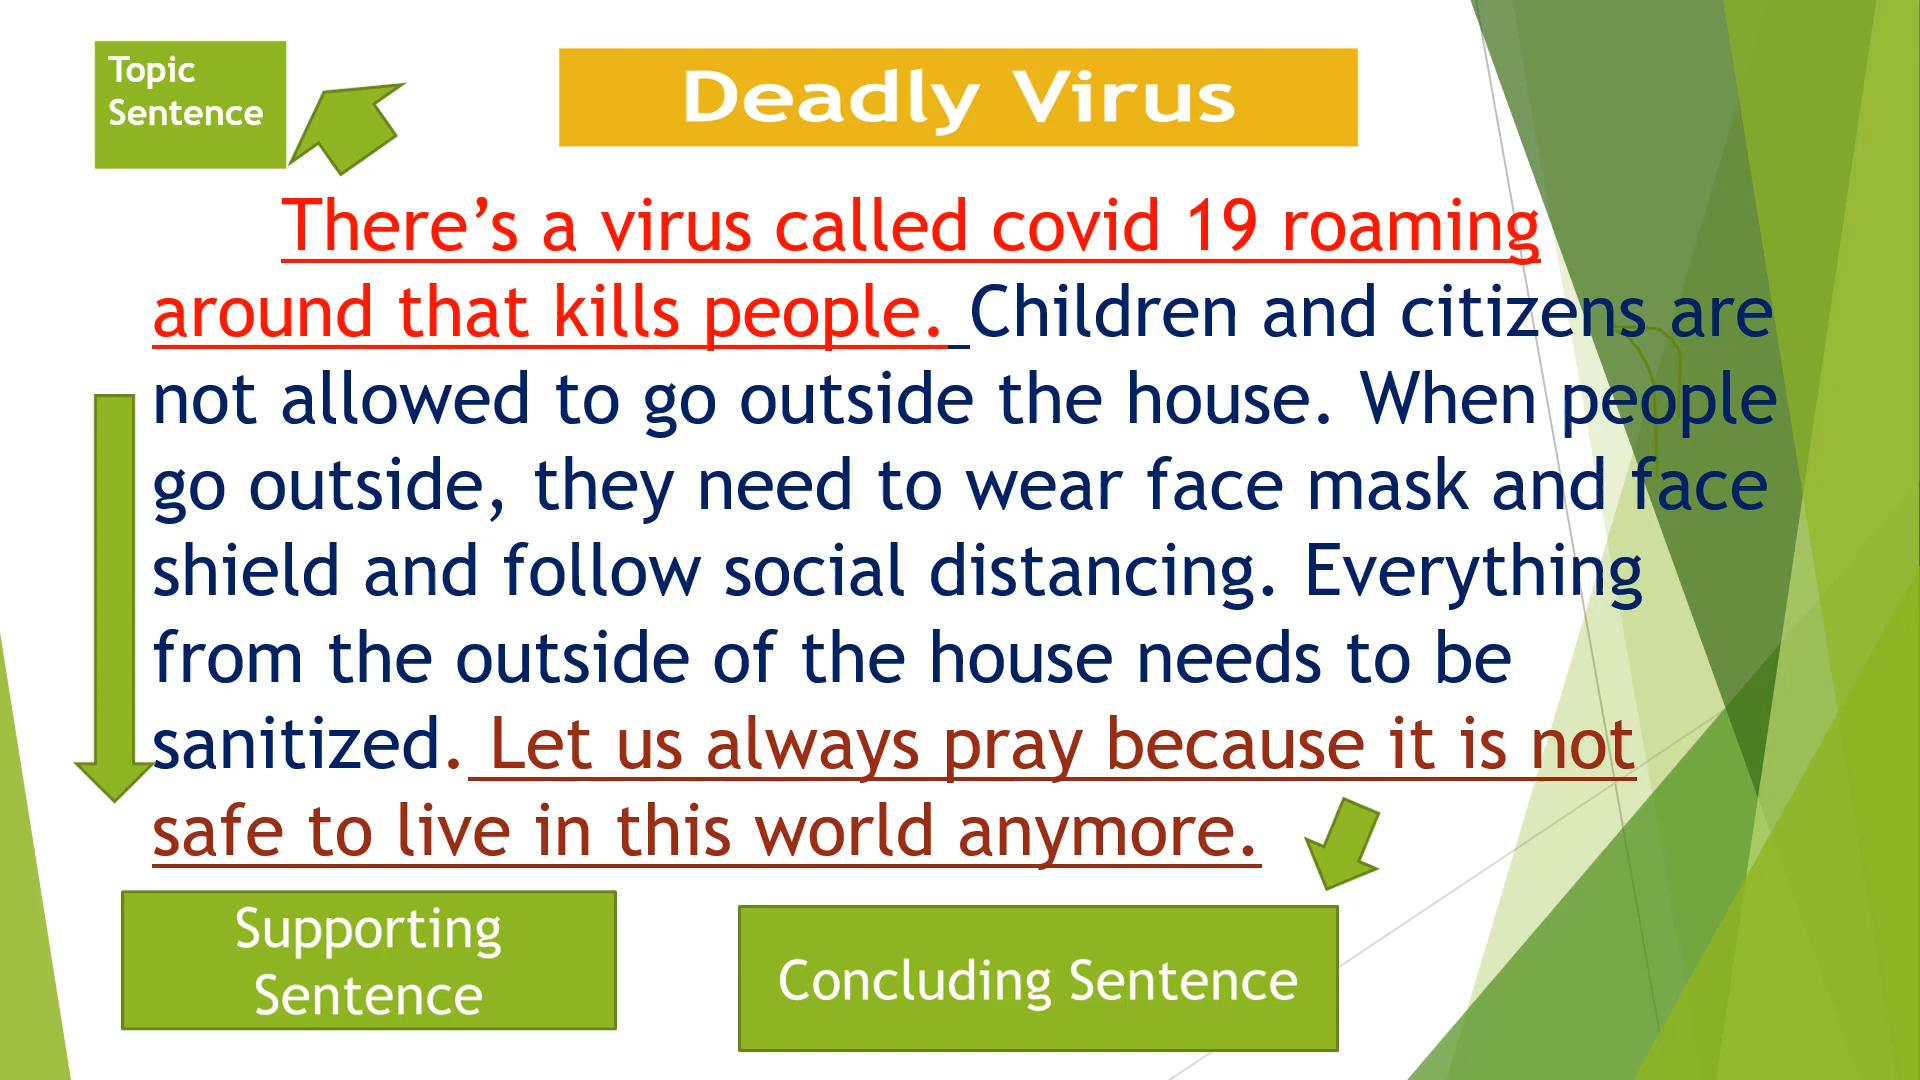 Topic
Sentence
Deadly Virus
There’s a virus called covid 19 roaming
around that kills people. Children and citizens are
not allowed to go outside the house. When people
go outside, they need to wear face mask and face
shield and follow social distancing. Everything
from the outside of the house needs to be
sanitized. Let us always pray because it is not
safe to live in this world anymore.
Supporting
Sentence
Concluding Sentence